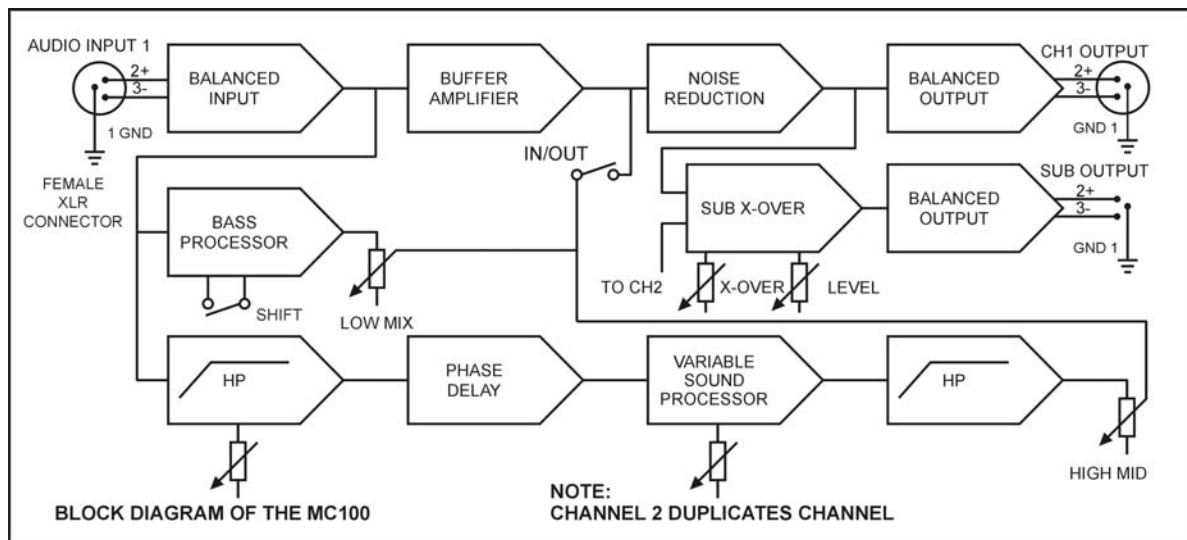 AUDIO INPUT 1
2+
3-
1 GND
FEMALE
XLR
CONNECTOR
BALANCED
INPUT
BUFFER
AMPLIFIER
NOISE
REDUCTION
BALANCED
OUTPUT
CH1 OUTPUT
2+
3-
GND 1
IN/OUT
BASS
PROCESSOR
SHIFT
LOW MIX
SUB X-OVER
TO CH2
X-OVER
LEVEL
BALANCED
OUTPUT
SUB OUTPUT
2+
3-
GND 1
HP
PHASE
DELAY
VARIABLE
SOUND
PROCESSOR
HP
HIGH MID
BLOCK DIAGRAM OF THE MC100
NOTE:
CHANNEL 2 DUPLICATES CHANNEL